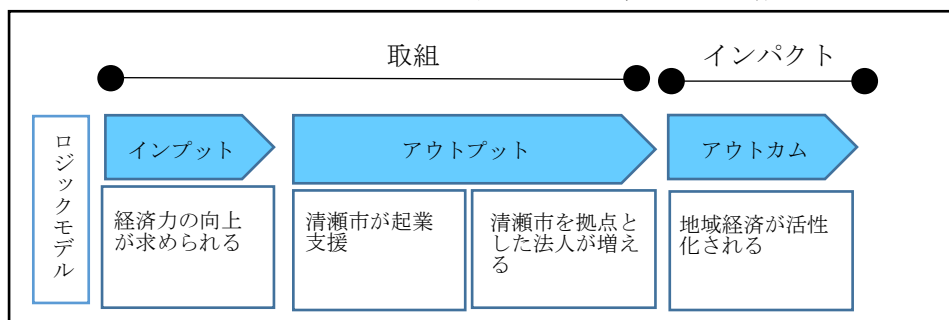 取組
インパクト
ロジックモデル
インプット
アウトプット
アウトカム
経済力の向上
が求められる
清瀬市が起業
支援
清瀬市を拠点と
した法人が増え
る
地域経済が活性
化される